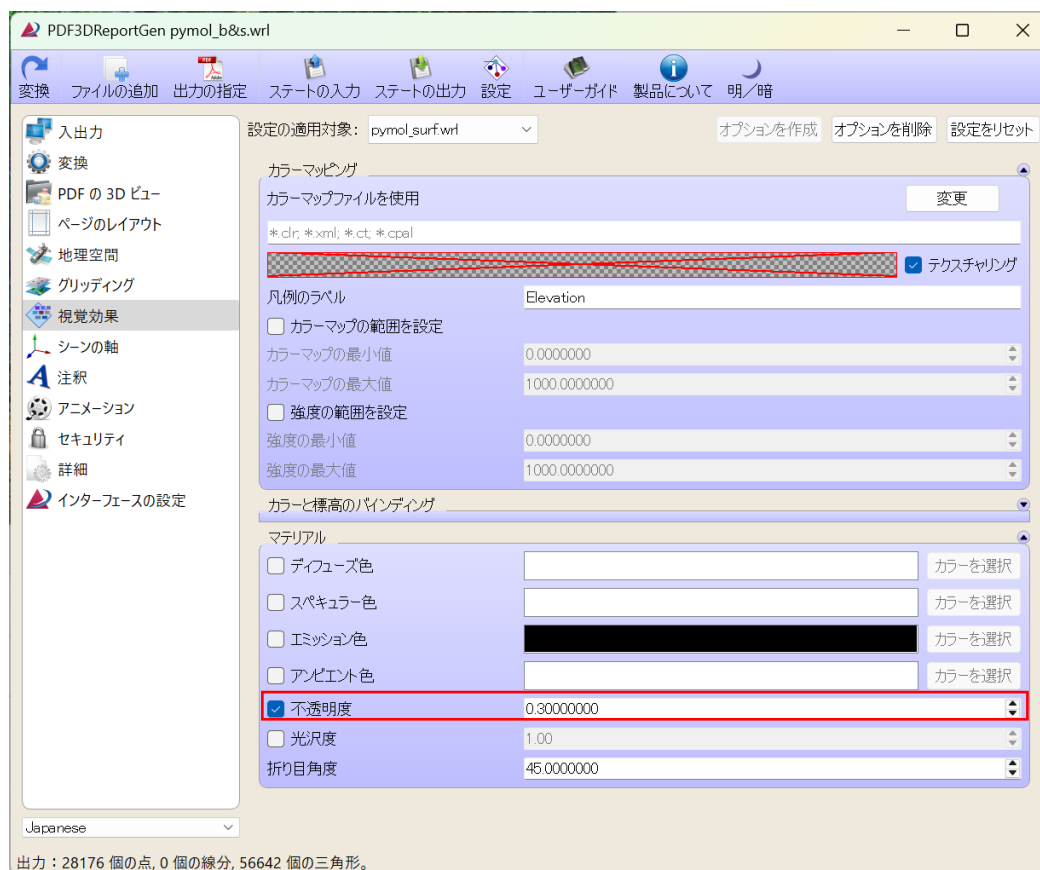 PDF3DReportGen pymol_b&s.wrl
変換 ファイルの追加 出力の指定 ステートの入力 ステートの出力 設定 ユーザーガイド 製品について 明／暗
入出力
変換
PDF の 3D ビュー
ページのレイアウト
地理空間
グリッディング
視覚効果
シーンの軸
注釈
アニメーション
セキュリティ
詳細
インターフェースの設定
Japanese
設定の適用対象: pymol_surf.wrl オプションを作成 オプションを削除 設定をリセット
カラーマッピング
カラーマップファイルを使用 変更
*.clr; *.xml; *.ct; *.cpal
テクスチャリング
凡例のラベル Elevation
カラーマップの範囲を設定
カラーマップの最小値 0.0000000
カラーマップの最大値 1000.0000000
強度の範囲を設定
強度の最小値 0.0000000
強度の最大値 1000.0000000
カラーと標高のバインディング
マテリアル
ディフューズ色 カラーを選択
スペキュラー色 カラーを選択
エミッション色 カラーを選択
アンビエント色 カラーを選択
不透明度 0.30000000
光沢度 1.00
折り目角度 45.0000000
出力：28176 個の点, 0 個の線分, 56642 個の三角形。